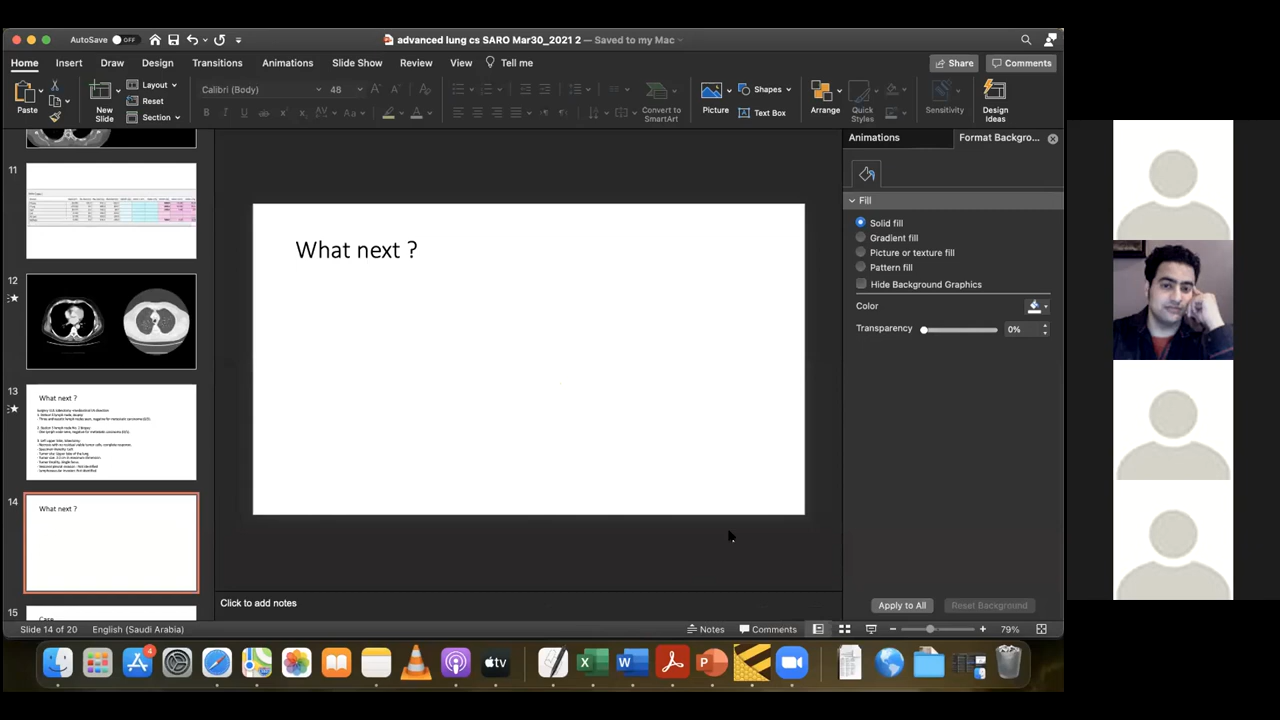 AutoSave OFF
advanced lung cs SARO Mar30_2021 2 — Saved to my Mac
Home Insert Draw Design Transitions Animations Slide Show Review View Tell me
Share Comments
Paste
New Slide
Layout
Reset
Section
Calibri (Body) 48
Convert to SmartArt
Picture
Shapes
Text Box
Arrange
Quick Styles
Sensitivity
Design Ideas
11
12
13
What next ?
14
What next ?
15
Case
What next ?
Click to add notes
Animations Format Backgro...
Fill
Solid fill
Gradient fill
Picture or texture fill
Pattern fill
Hide Background Graphics
Color
Transparency 0%
Apply to All Reset Background
Slide 14 of 20 English (Saudi Arabia)
Notes Comments 79%
4
tv